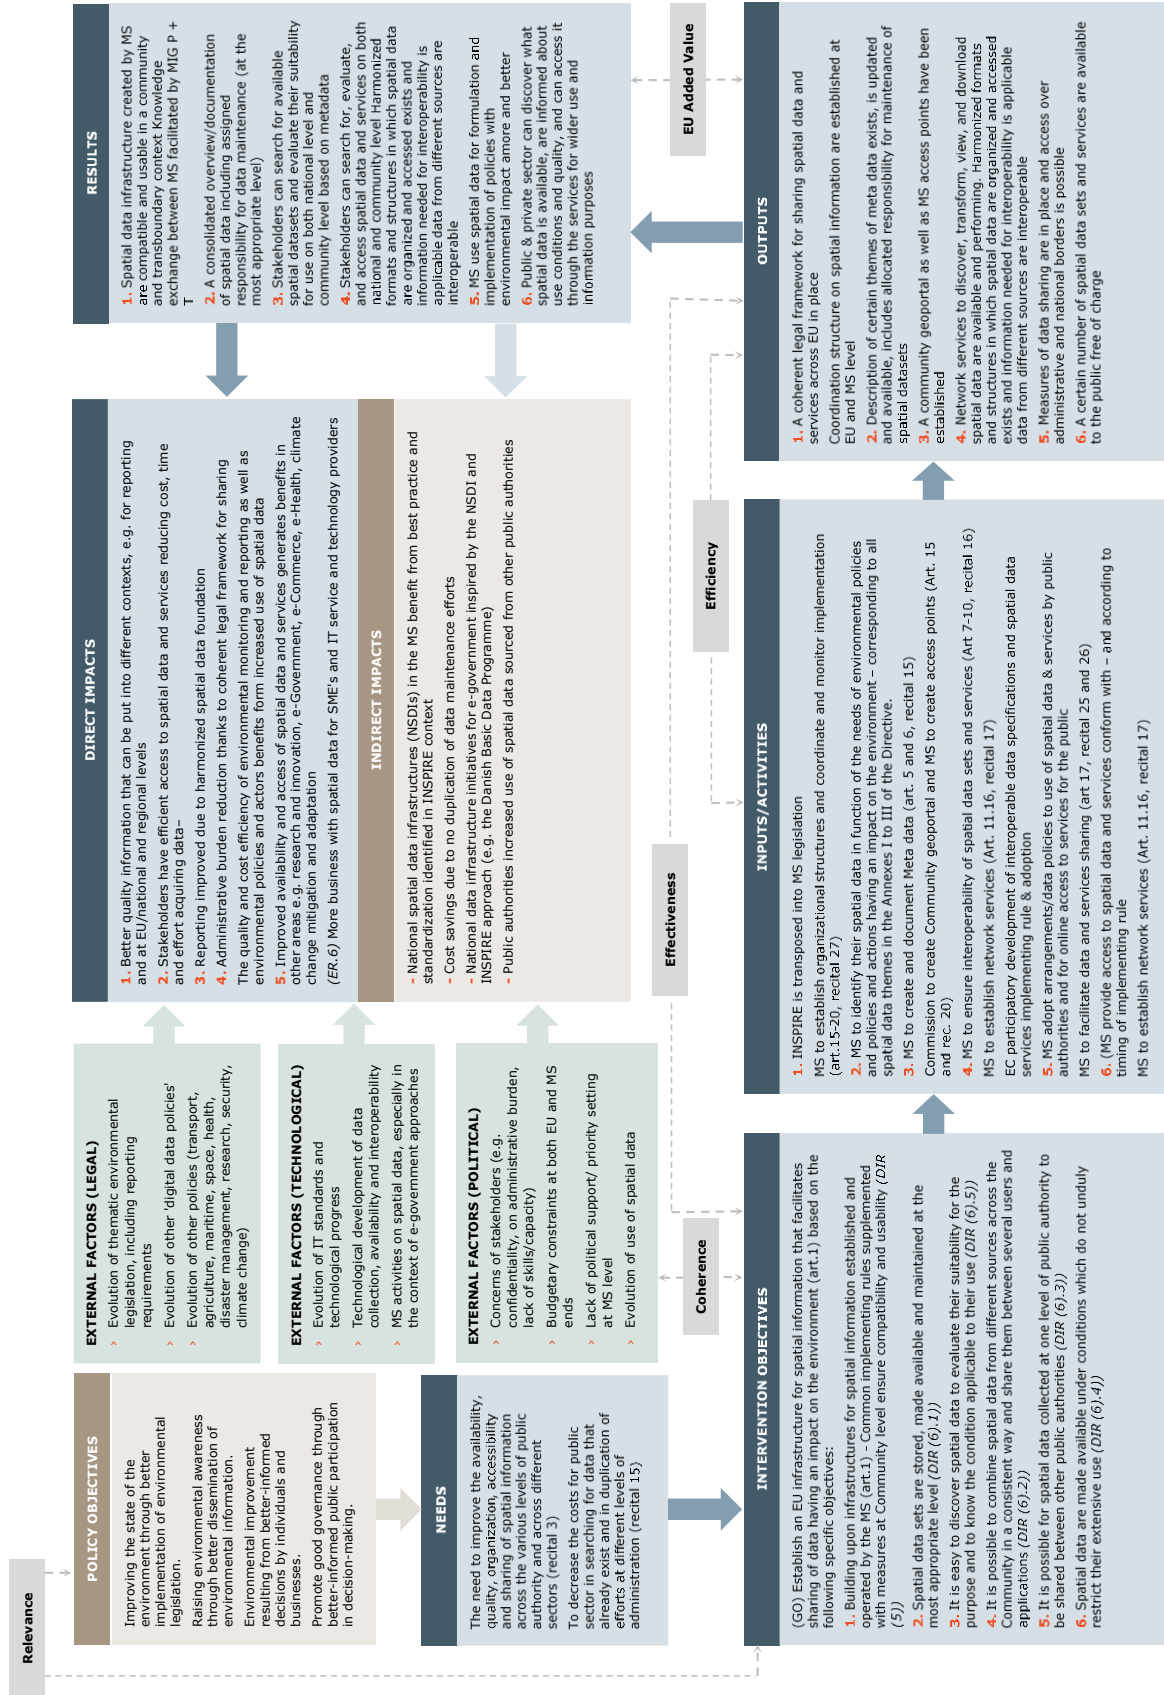 Relevance
POLICY OBJECTIVES
Improving the state of the
environment through better
implementation of environmental
legislation.
Raising environmental awareness
through better dissemination of
environmental information.
Environmental improvement
resulting from better-informed
decisions by individuals and
businesses.
Promote good governance through
better-informed public participation
in decision-making.
NEEDS
The need to improve the availability,
quality, organization, accessibility
and sharing of spatial information
across the various levels of public
authority and across different
sectors (recital 3)
To decrease the costs for public
sector in searching for data that
already exist and in duplication of
efforts at different levels of
administration (recital 15)
EXTERNAL FACTORS (LEGAL)
> Evolution of thematic environmental
legislation, including reporting
requirements
> Evolution of other 'digital data policies'
> Evolution of other policies (transport,
agriculture, maritime, space, health,
disaster management, research, security,
climate change)
EXTERNAL FACTORS (TECHNOLOGICAL)
> Evolution of IT standards and
technological progress
> Technological development of data
collection, availability and interoperability
> MS activities on spatial data, especially in
the context of e-government approaches
EXTERNAL FACTORS (POLITICAL)
> Concerns of stakeholders (e.g.
confidentiality, on administrative burden,
lack of skills/capacity)
> Budgetary constraints at both EU and MS
ends
> Lack of political support/ priority setting
at MS level
> Evolution of use of spatial data
DIRECT IMPACTS
1. Better quality information that can be put into different contexts, e.g. for reporting
and at EU/national and regional levels
2. Stakeholders have efficient access to spatial data and services reducing cost, time
and effort acquiring data–
3. Reporting improved due to harmonized spatial data foundation
4. Administrative burden reduction thanks to coherent legal framework for sharing
The quality and cost efficiency of environmental monitoring and reporting as well as
environmental policies and actors benefits form increased use of spatial data
5. Improved availability and access of spatial data and services generates benefits in
other areas e.g. research and innovation, e-Government, e-Commerce, e-Health, climate
change mitigation and adaptation
(ER.6) More business with spatial data for SME's and IT service and technology providers
INDIRECT IMPACTS
- National spatial data infrastructures (NSDIs) in the MS benefit from best practice and
standardization identified in INSPIRE context
- Cost savings due to no duplication of data maintenance efforts
- National data infrastructure initiatives for e-government inspired by the NSDI and
INSPIRE approach (e.g. the Danish Basic Data Programme)
- Public authorities increased use of spatial data sourced from other public authorities
RESULTS
1. Spatial data infrastructure created by MS
are compatible and usable in a community
and transboundary context Knowledge
exchange between MS facilitated by MIG P +
T
2. A consolidated overview/documentation
of spatial data including assigned
responsibility for data maintenance (at the
most appropriate level)
3. Stakeholders can search for available
spatial datasets and evaluate their suitability
for use on both national level and
community level based on metadata
4. Stakeholders can search for, evaluate,
and access spatial data and services on both
national and community level Harmonized
formats and structures in which spatial data
are organized and accessed exists and
information needed for interoperability is
applicable data from different sources are
interoperable
5. MS use spatial data for formulation and
implementation of policies with
environmental impact amore and better
6. Public & private sector can discover what
spatial data is available, are informed about
use conditions and quality, and can access it
through the services for wider use and
information purposes
Coherence
Effectiveness
Efficiency
EU Added Value
INTERVENTION OBJECTIVES
(GO) Establish an EU infrastructure for spatial information that facilitates
sharing of data having an impact on the environment (art.1) based on the
following specific objectives:
1. Building upon infrastructures for spatial information established and
operated by the MS (art.1) - Common implementing rules supplemented
with measures at Community level ensure compatibility and usability (DIR
(5))
2. Spatial data sets are stored, made available and maintained at the
most appropriate level (DIR (6).1))
3. It is easy to discover spatial data to evaluate their suitability for the
purpose and to know the condition applicable to their use (DIR (6).5))
4. It is possible to combine spatial data from different sources across the
Community in a consistent way and share them between several users and
applications (DIR (6).2))
5. It is possible for spatial data collected at one level of public authority to
be shared between other public authorities (DIR (6).3))
6. Spatial data are made available under conditions which do not unduly
restrict their extensive use (DIR (6).4))
INPUTS/ACTIVITIES
1. INSPIRE is transposed into MS legislation
MS to establish organizational structures and coordinate and monitor implementation
(art.15-20, recital 27)
2. MS to identify their spatial data in function of the needs of environmental policies
and policies and actions having an impact on the environment – corresponding to all
spatial data themes in the Annexes I to III of the Directive.
3. MS to create and document Meta data (art. 5 and 6, recital 15)
Commission to create Community geoportal and MS to create access points (Art. 15
and rec. 20)
4. MS to ensure interoperability of spatial data sets and services (Art 7-10, recital 16)
MS to establish network services (Art. 11.16, recital 17)
EC participatory development of interoperable data specifications and spatial data
services implementing rule & adoption
5. MS adopt arrangements/data policies to use of spatial data & services by public
authorities and for online access to services for the public
MS to facilitate data and services sharing (art 17, recital 25 and 26)
6. (MS provide access to spatial data and services conform with – and according to
timing of implementing rule
MS to establish network services (Art. 11.16, recital 17)
OUTPUTS
1. A coherent legal framework for sharing spatial data and
services across EU in place
Coordination structure on spatial information are established at
EU and MS level
2. Description of certain themes of meta data exists, is updated
and available, includes allocated responsibility for maintenance of
spatial datasets
3. A community geoportal as well as MS access points have been
established
4. Network services to discover, transform, view, and download
spatial data are available and performing. Harmonized formats
and structures in which spatial data are organized and accessed
exists and information needed for interoperability is applicable
data from different sources are interoperable
5. Measures of data sharing are in place and access over
administrative and national borders is possible
6. A certain number of spatial data sets and services are available
to the public free of charge